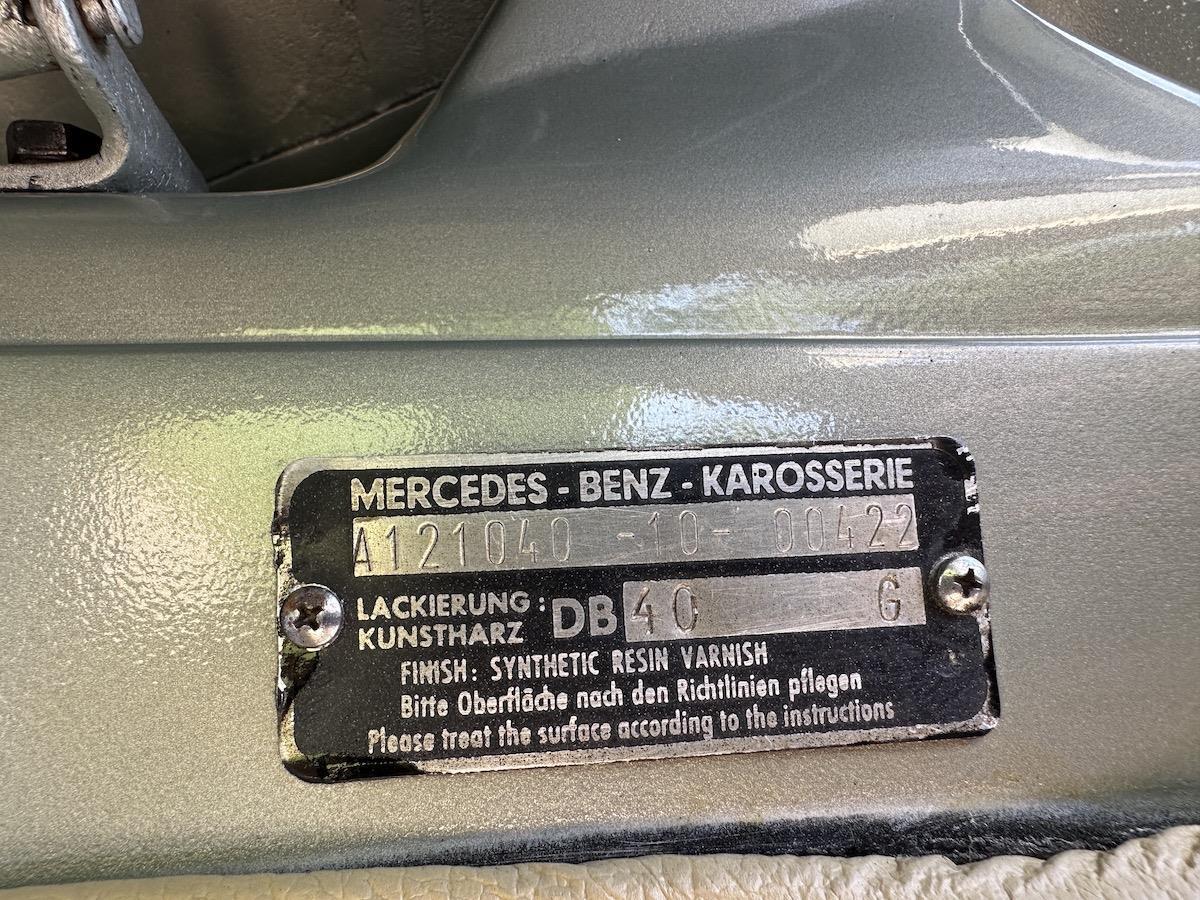 MERCEDES - BENZ - KAROSSERIE
A121040 -10- 00422
LACKIERUNG : DB 40 G
KUNSTHARZ
FINISH: SYNTHETIC RESIN VARNISH
Bitte Oberfläche nach den Richtlinien pflegen
Please treat the surface according to the instructions